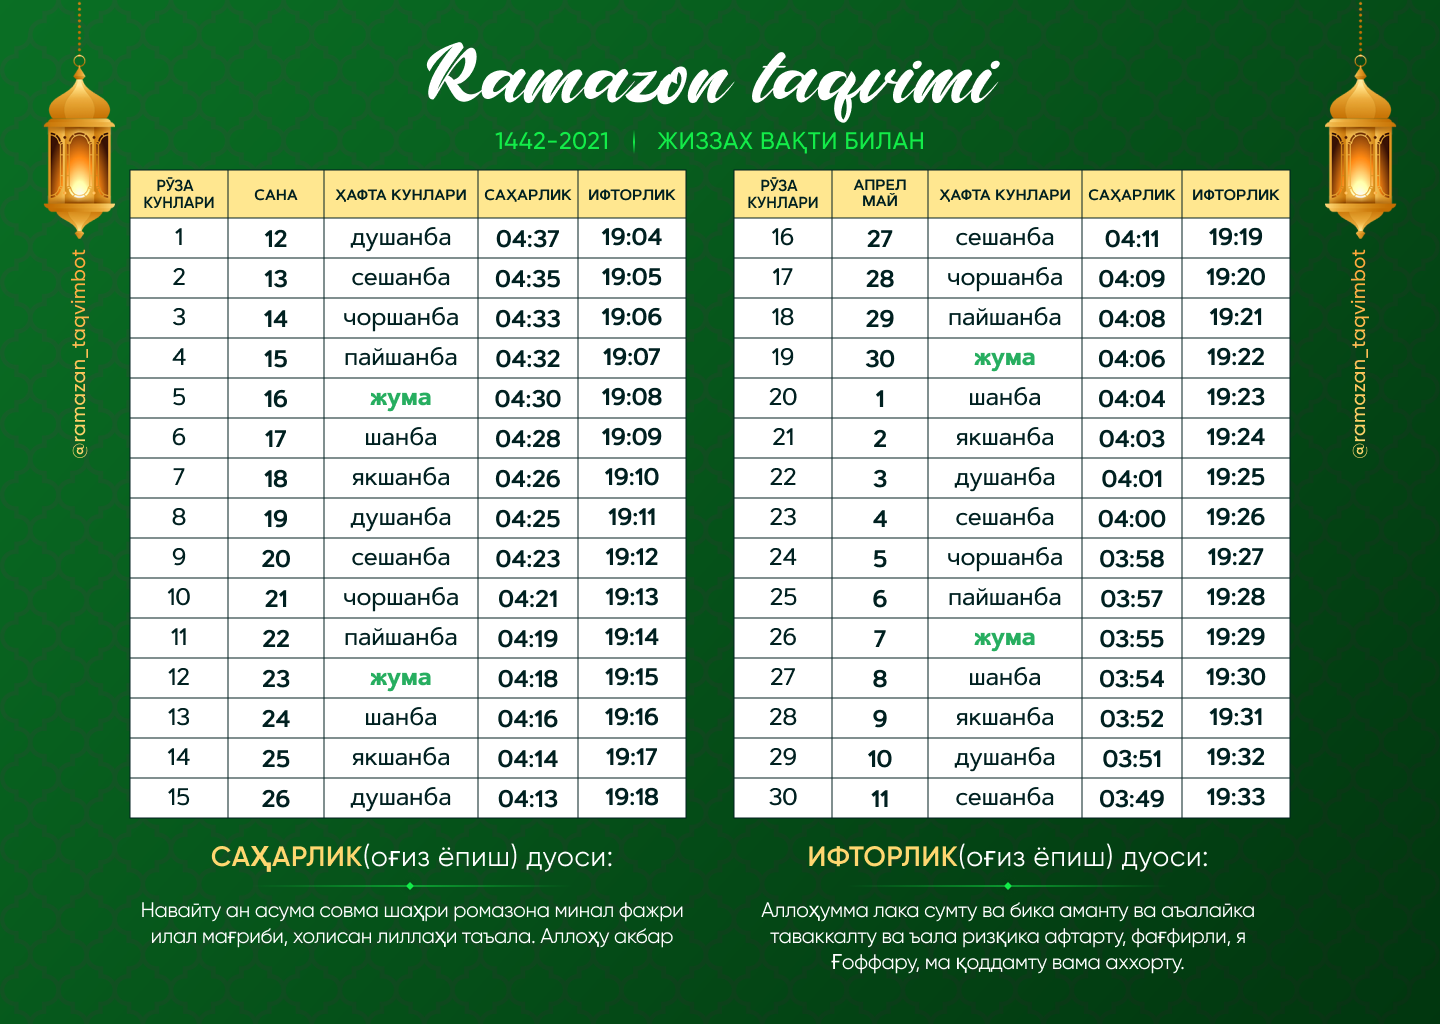 Ramazon taqvimi
1442-2021 | ЖИЗЗАХ ВАҚТИ БИЛАН
@ramazan_taqvimbot
@ramazan_taqvimbot
РЎЗА КУНЛАРИ САНА ҲАФТА КУНЛАРИ САҲАРЛИК ИФТОРЛИК
1 12 душанба 04:37 19:04
2 13 сешанба 04:35 19:05
3 14 чоршанба 04:33 19:06
4 15 пайшанба 04:32 19:07
5 16 жума 04:30 19:08
6 17 шанба 04:28 19:09
7 18 якшанба 04:26 19:10
8 19 душанба 04:25 19:11
9 20 сешанба 04:23 19:12
10 21 чоршанба 04:21 19:13
11 22 пайшанба 04:19 19:14
12 23 жума 04:18 19:15
13 24 шанба 04:16 19:16
14 25 якшанба 04:14 19:17
15 26 душанба 04:13 19:18
РЎЗА КУНЛАРИ АПРЕЛ МАЙ ҲАФТА КУНЛАРИ САҲАРЛИК ИФТОРЛИК
16 27 сешанба 04:11 19:19
17 28 чоршанба 04:09 19:20
18 29 пайшанба 04:08 19:21
19 30 жума 04:06 19:22
20 1 шанба 04:04 19:23
21 2 якшанба 04:03 19:24
22 3 душанба 04:01 19:25
23 4 сешанба 04:00 19:26
24 5 чоршанба 03:58 19:27
25 6 пайшанба 03:57 19:28
26 7 жума 03:55 19:29
27 8 шанба 03:54 19:30
28 9 якшанба 03:52 19:31
29 10 душанба 03:51 19:32
30 11 сешанба 03:49 19:33
САҲАРЛИК(оғиз ёпиш) дуоси:
Навайту ан асума совма шаҳри ромазона минал фажри
илал мағриби, холисан лиллаҳи таъала. Аллоҳу акбар
ИФТОРЛИК(оғиз ёпиш) дуоси:
Аллоҳумма лака сумту ва бика аманту ва аъалайка
таваккалту ва ъала ризқика афтарту, фағфирли, я
Ғоффару, ма қоддамту вама аххорту.